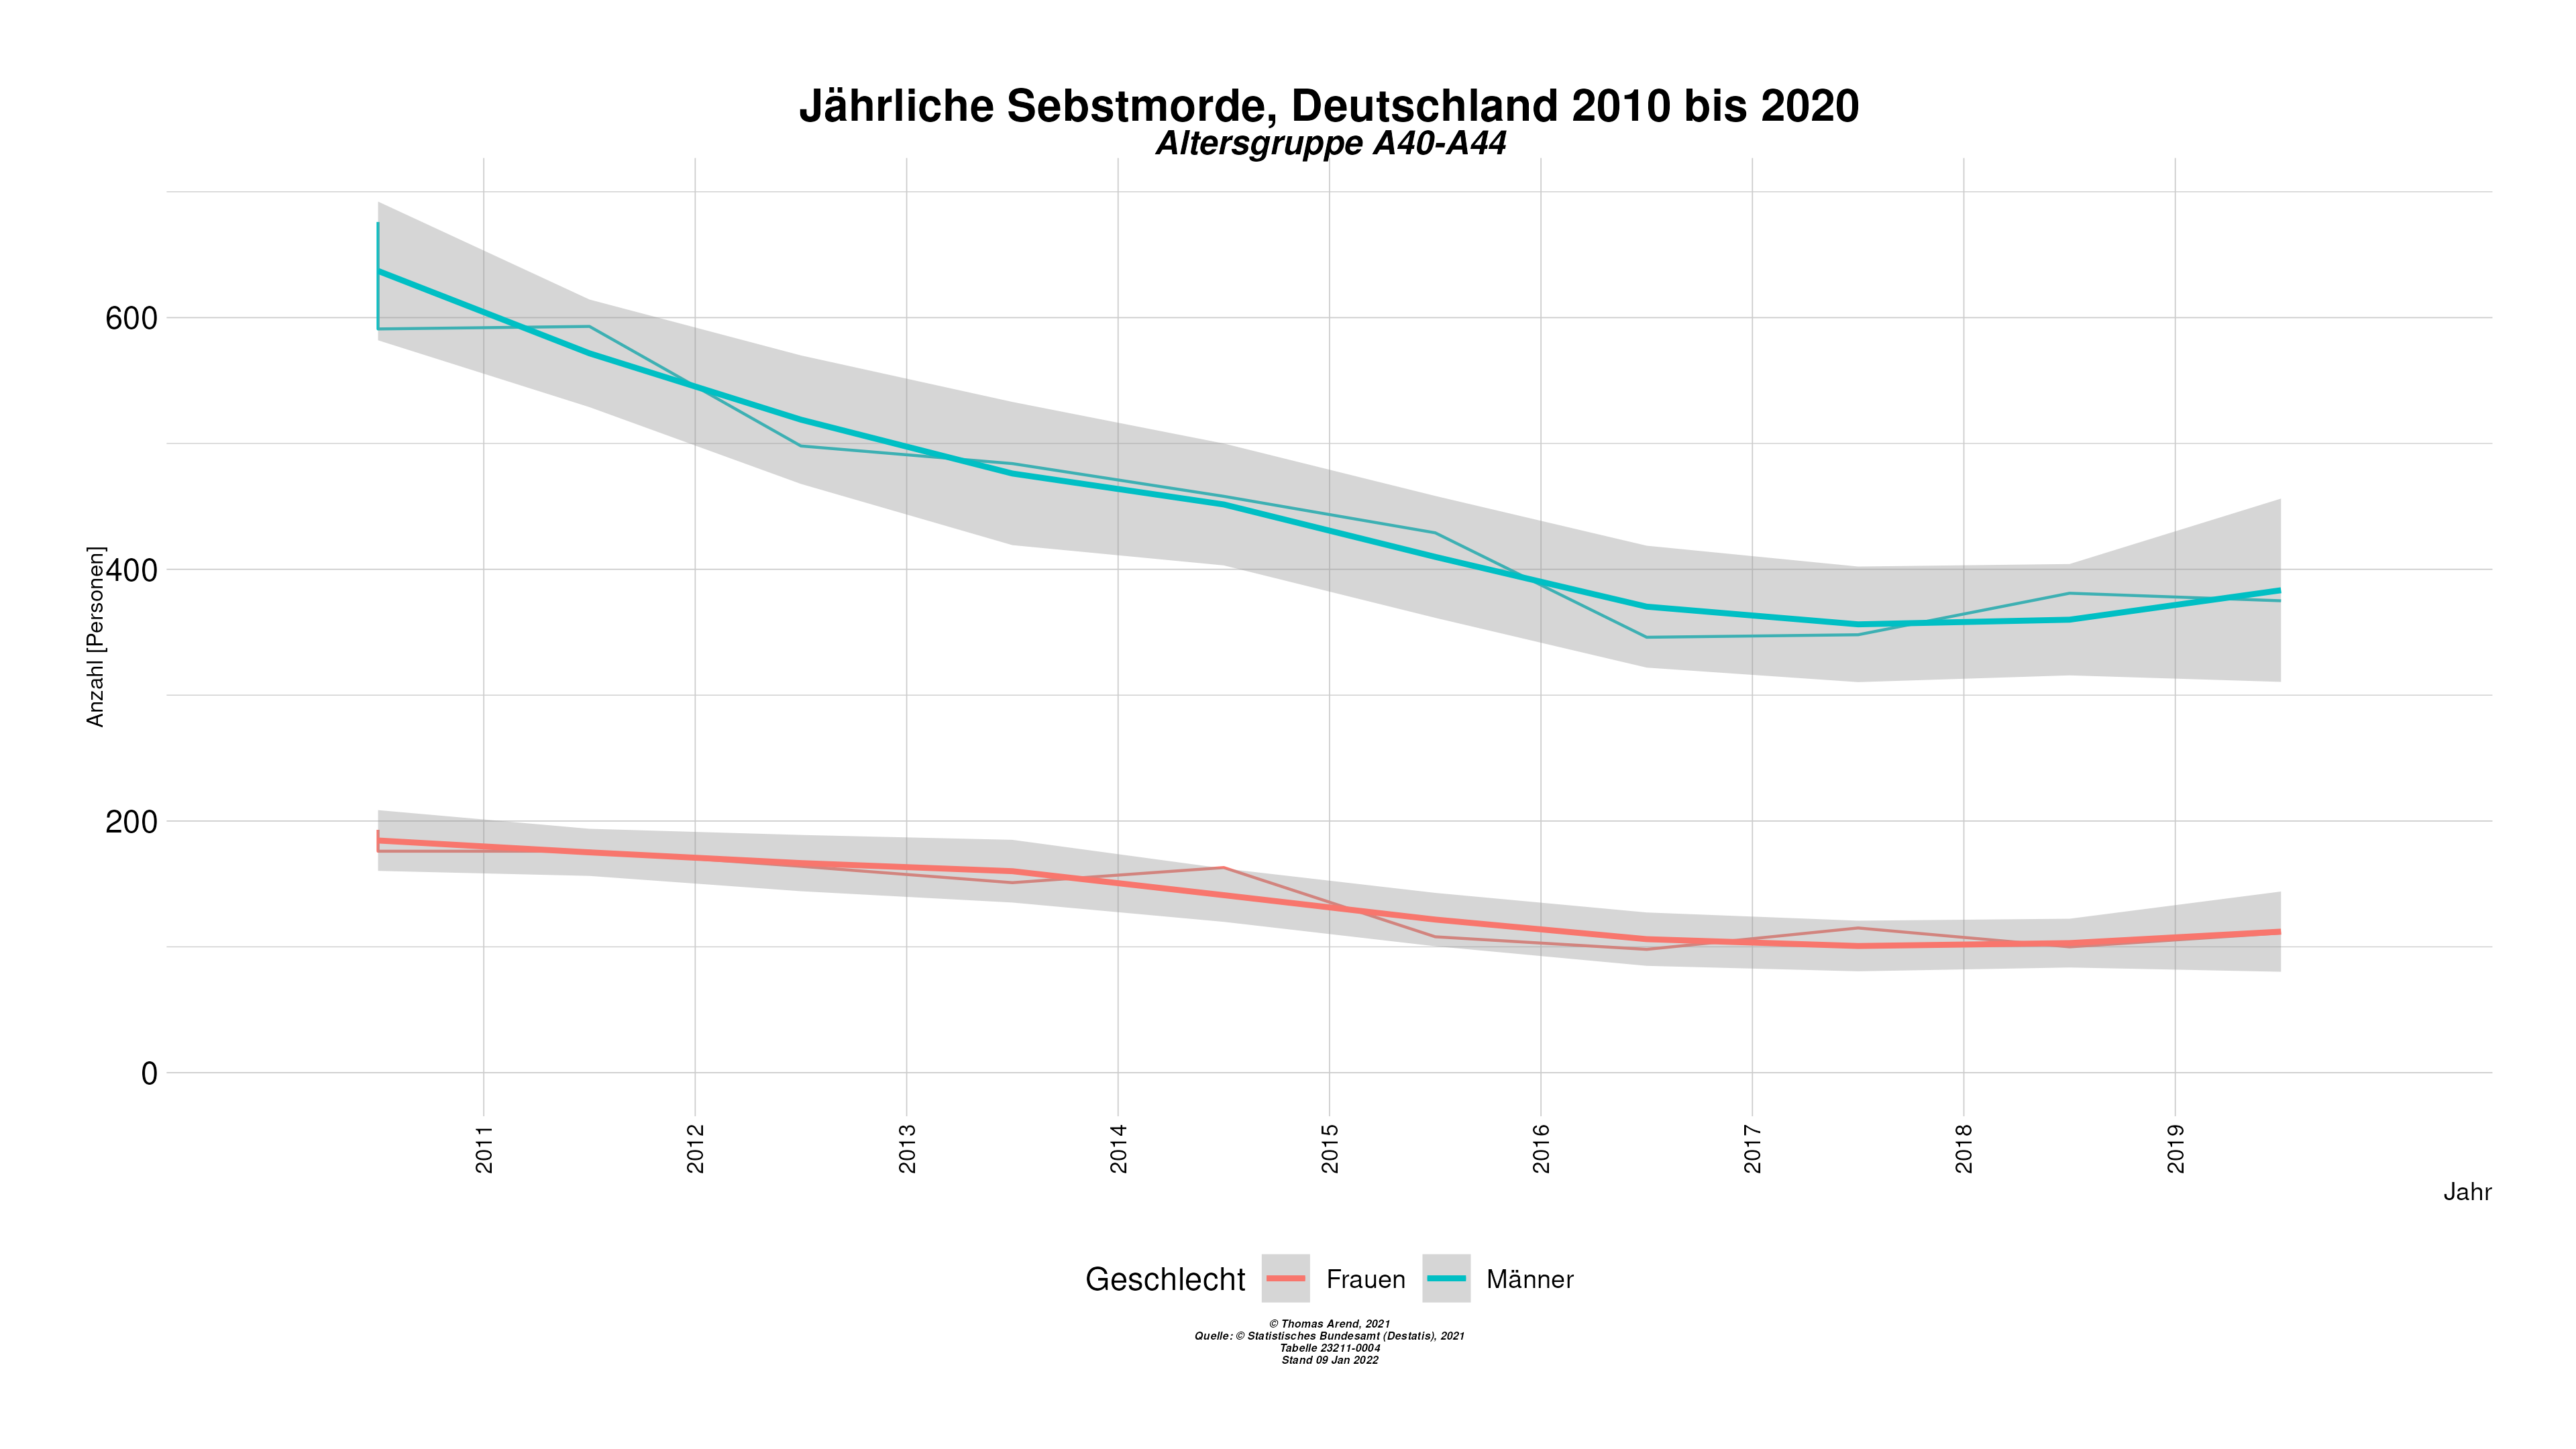 Jährliche Sebstmorde, Deutschland 2010 bis 2020
Altersgruppe A40-A44
Anzahl [Personen]
600
400
200
0
2011
2012
2013
2014
2015
2016
2017
2018
2019
Jahr
Geschlecht Frauen Männer
© Thomas Arend, 2021
Quelle: © Statistisches Bundesamt (Destatis), 2021
Tabelle 23211-0004
Stand 09 Jan 2022